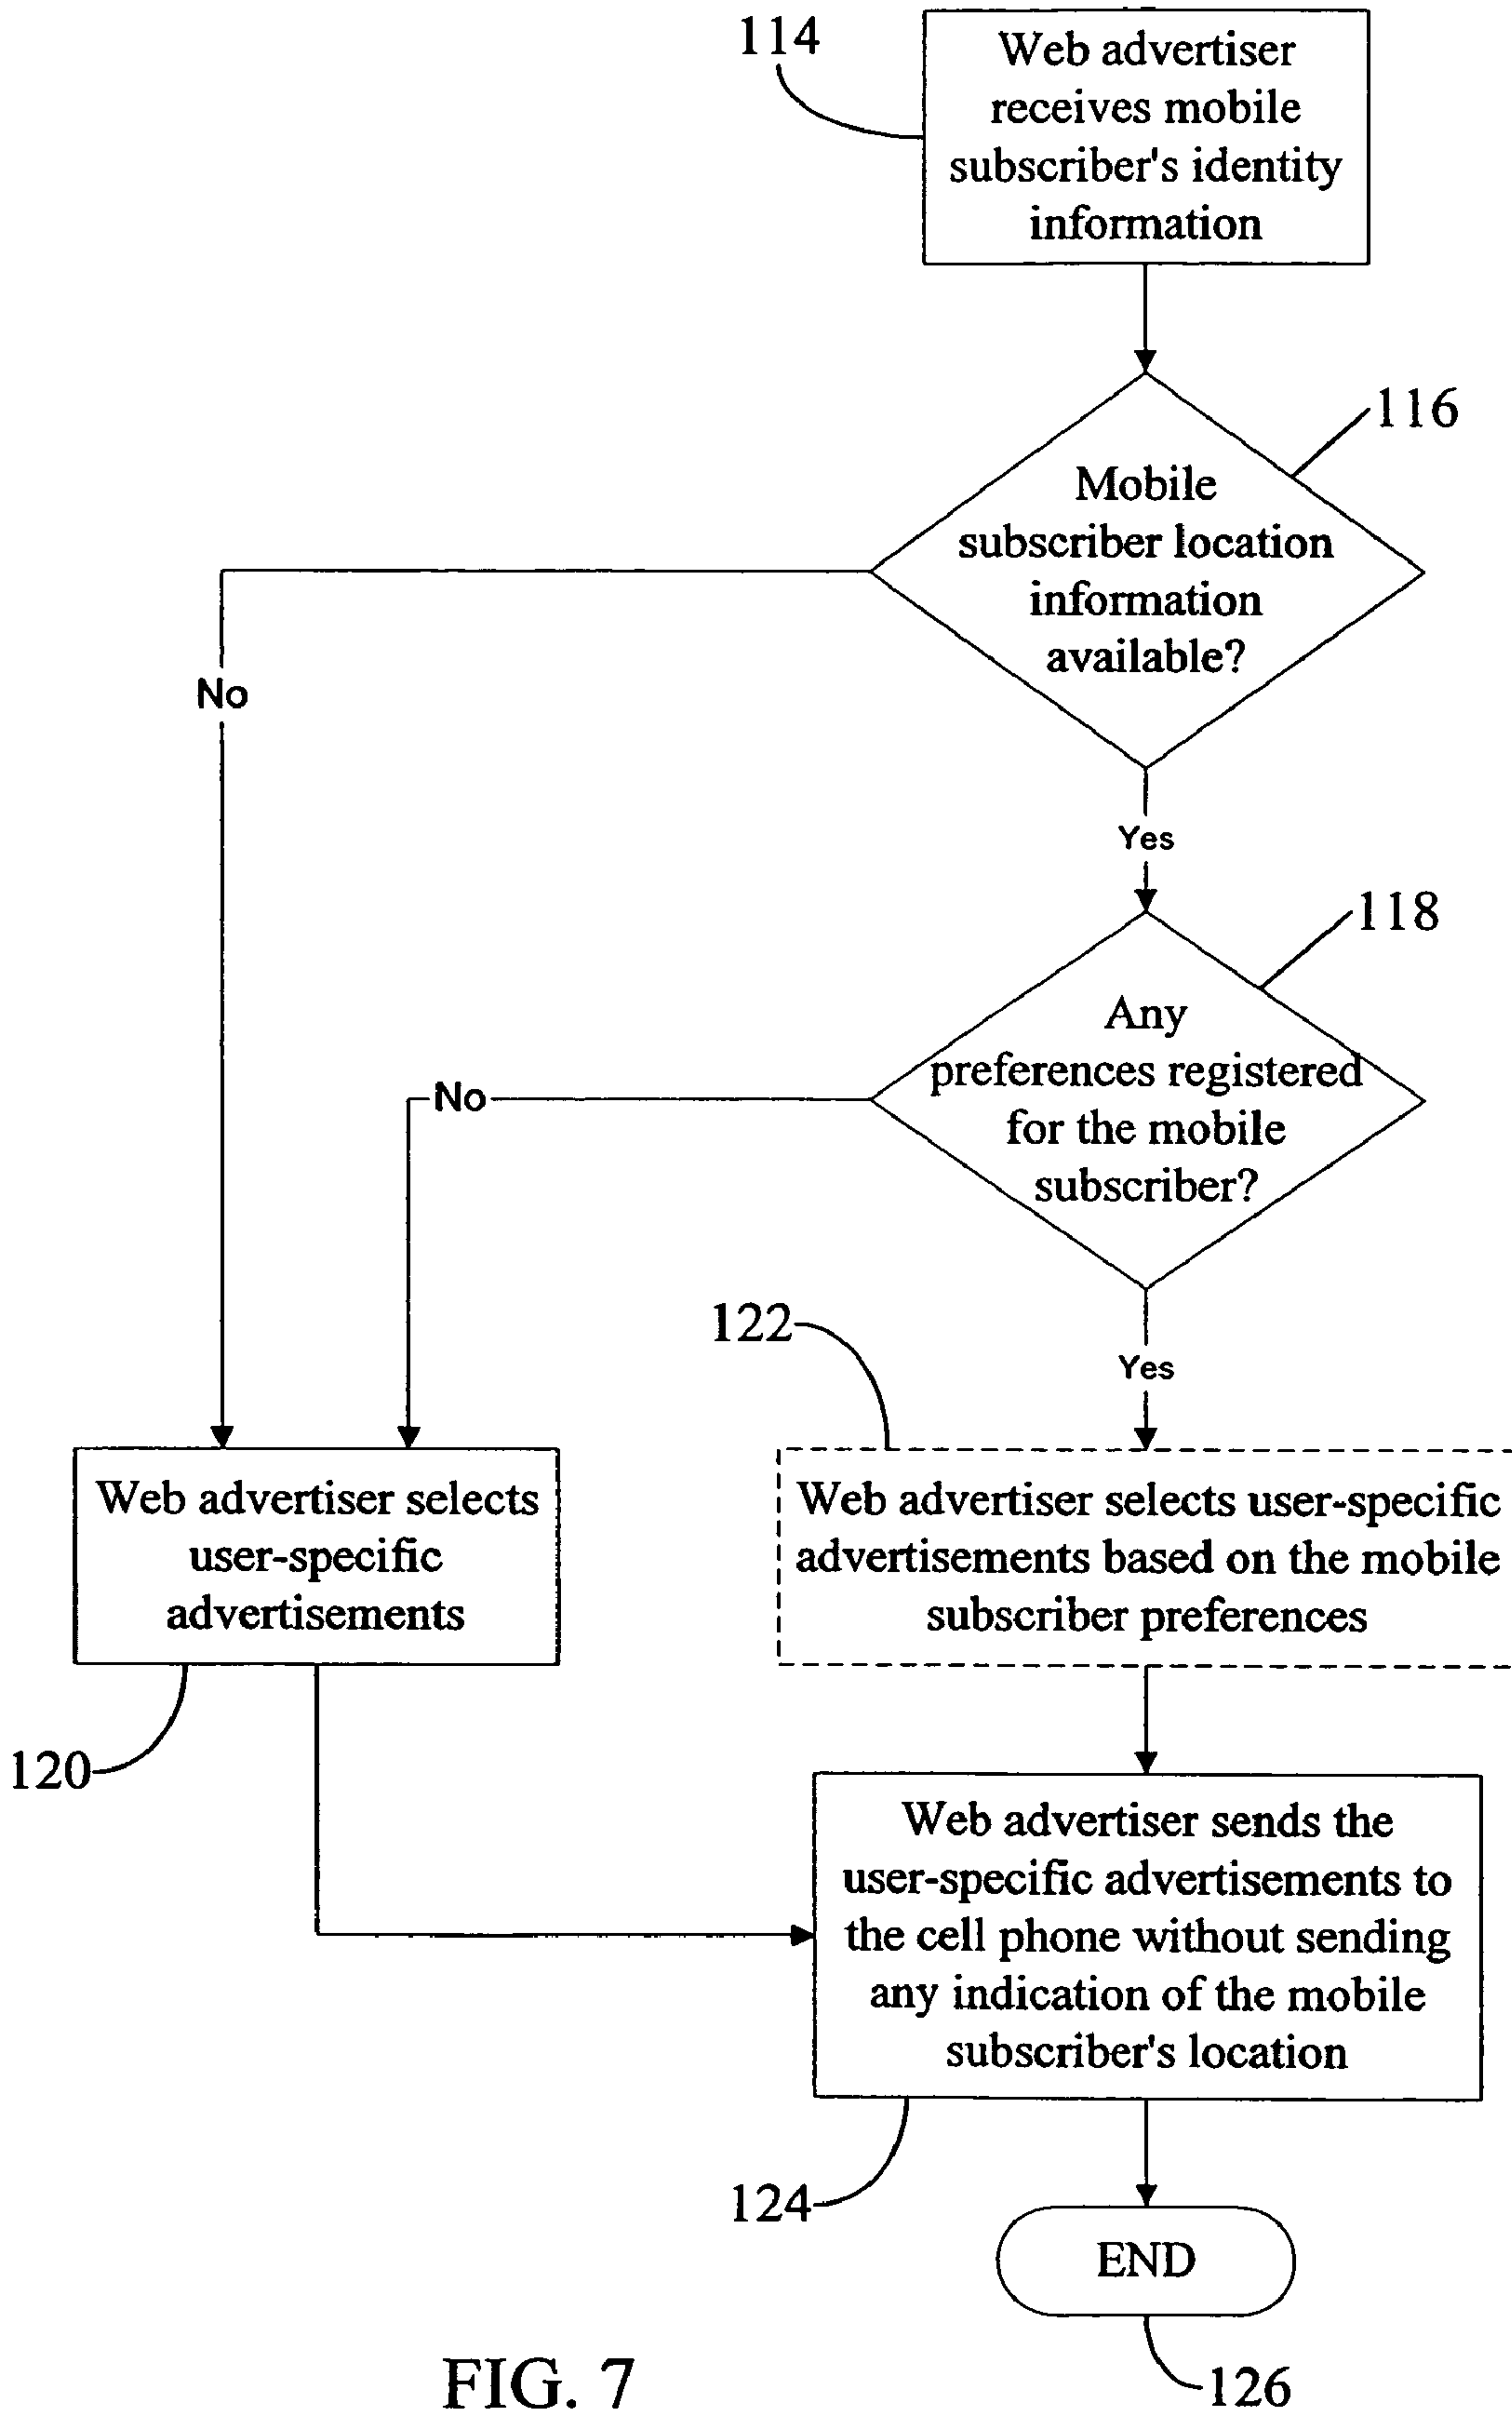 114
Web advertiser
receives mobile
subscriber's identity
information
116
Mobile
subscriber location
information
available?
No
Yes
118
Any
preferences registered
for the mobile
subscriber?
No
Yes
122
Web advertiser selects
user-specific
advertisements
Web advertiser selects user-specific
advertisements based on the mobile
subscriber preferences
120
Web advertiser sends the
user-specific advertisements to
the cell phone without sending
any indication of the mobile
subscriber's location
124
END
126
FIG. 7